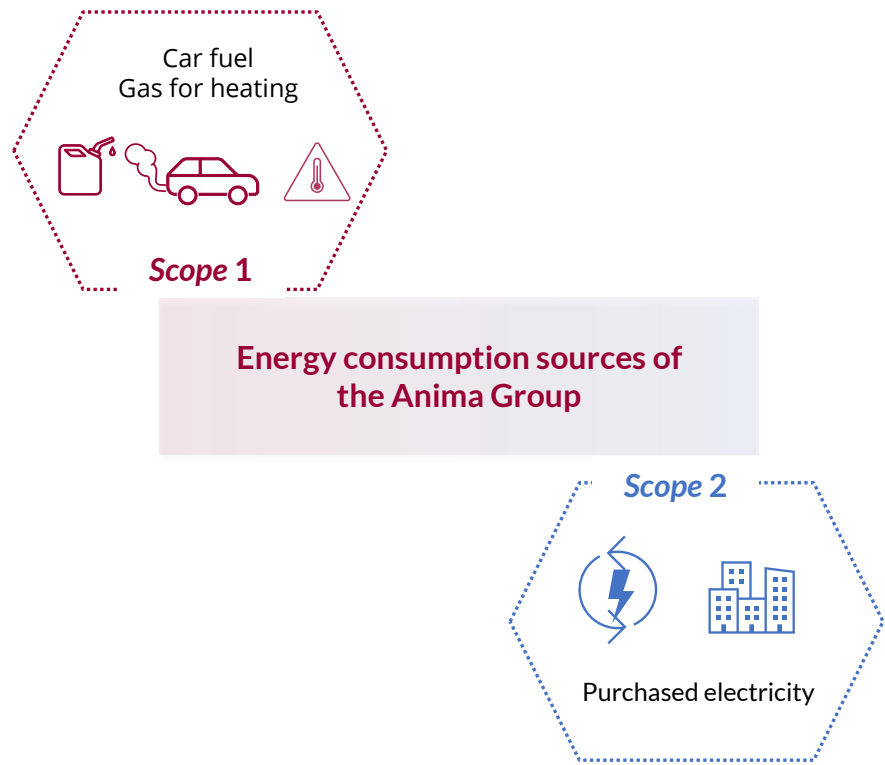 Car fuel
Gas for heating
Scope 1
Energy consumption sources of
the Anima Group
Scope 2
Purchased electricity